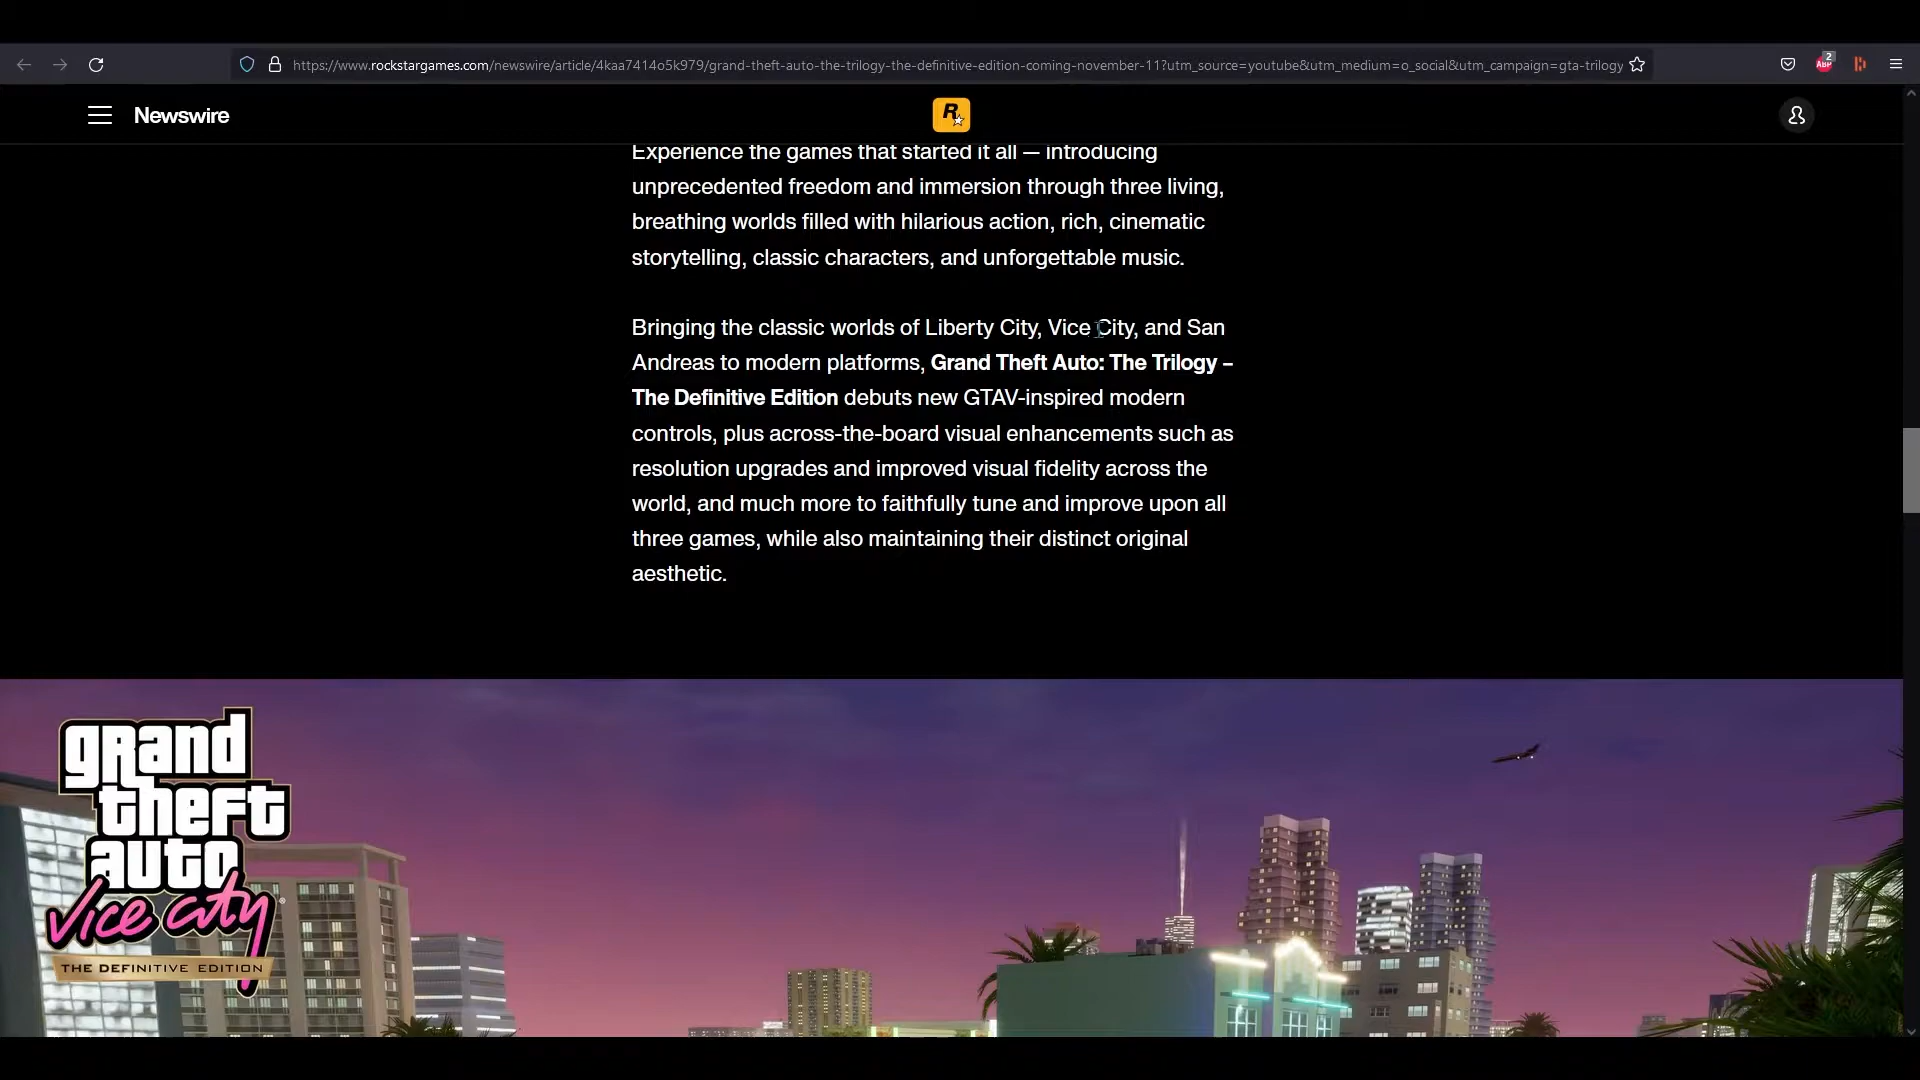 https://www.rockstargames.com/newswire/article/4kaa7414o5k979/grand-theft-auto-the-trilogy-the-definitive-edition-coming-november-11?utm_source=youtube&utm_medium=o_social&utm_campaign=gta-trilogy
2
ABP
Newswire
R
Experience the games that started it all — introducing
unprecedented freedom and immersion through three living,
breathing worlds filled with hilarious action, rich, cinematic
storytelling, classic characters, and unforgettable music.
Bringing the classic worlds of Liberty City, Vice City, and San
Andreas to modern platforms, Grand Theft Auto: The Trilogy –
The Definitive Edition debuts new GTAV-inspired modern
controls, plus across-the-board visual enhancements such as
resolution upgrades and improved visual fidelity across the
world, and much more to faithfully tune and improve upon all
three games, while also maintaining their distinct original
aesthetic.
grand
theft
auto
vice city
THE DEFINITIVE EDITION